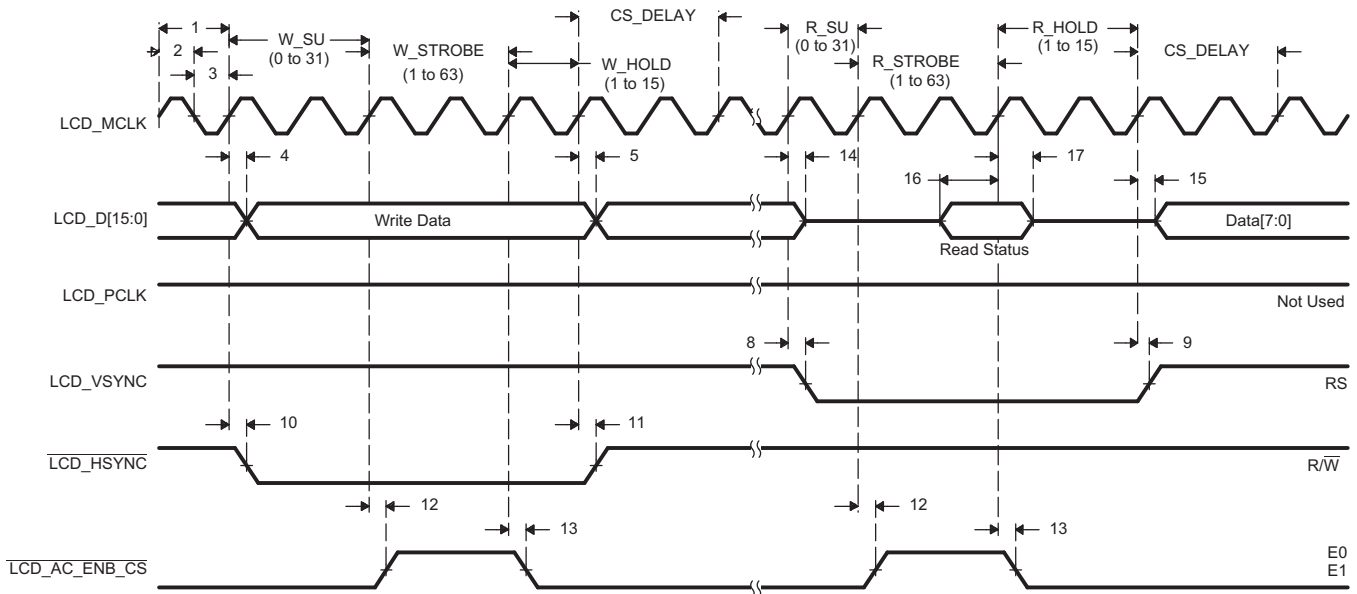 CS_DELAY
1
R_SU
R_HOLD
W_SU
(0 to 31)
(1 to 15)
2
W_STROBE
CS_DELAY
(0 to 31)
R_STROBE
3
(1 to 63)
W_HOLD
(1 to 15)
(1 to 63)
LCD_MCLK
4
5
14
17
16
15
LCD_D[15:0]
Write Data
Data[7:0]
Read Status
LCD_PCLK
Not Used
8
9
LCD_VSYNC
RS
10
11
LCD_HSYNC
R/W
12
13
12
13
LCD_AC_ENB_CS
E0
E1